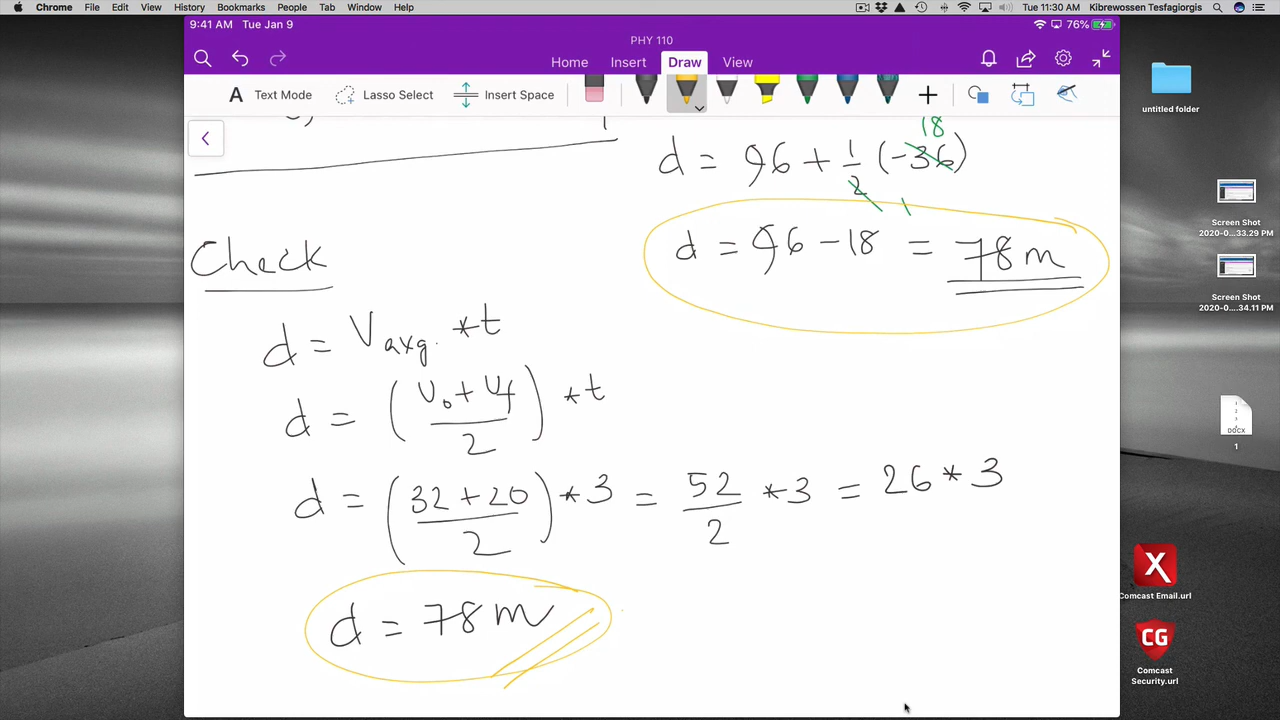 Chrome File Edit View History Bookmarks People Tab Window Help Tue 11:30 AM Kibrewossen Tesfagiorgis
9:41 AM Tue Jan 9 76%
PHY 110
Home Insert Draw View
A Text Mode Lasso Select Insert Space
18
d = 96 + 1/2 (-36)
1
d = 96 - 18 = 78 m
Check
d = Vavg. * t
d = (V₀ + Vf / 2) * t
d = (32 + 20 / 2) * 3 = 52/2 * 3 = 26 * 3
d = 78 m
untitled folder
Screen Shot
2020-0...33.29 PM
Screen Shot
2020-0...34.11 PM
DOCX
1
X
Comcast Email.url
CG
Comcast
Security.url